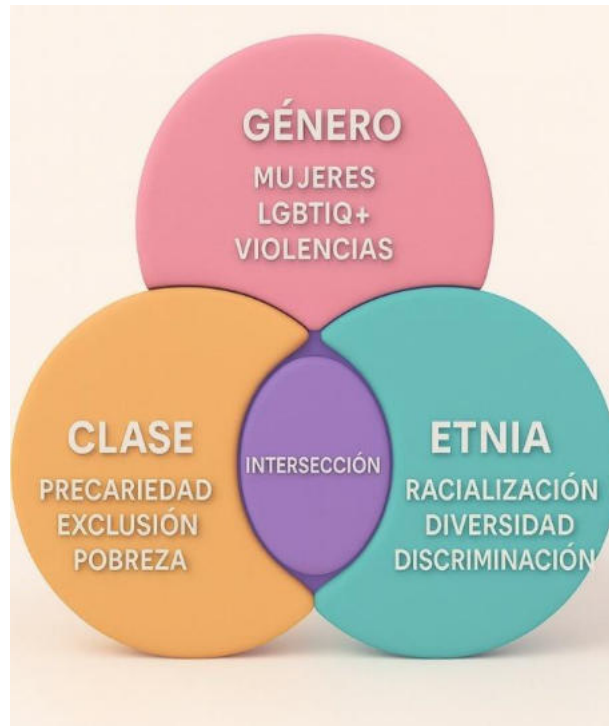 GÉNERO
MUJERES
LGBTIQ+
VIOLENCIAS
CLASE
PRECARIEDAD
EXCLUSIÓN
POBREZA
INTERSECCIÓN
ETNIA
RACIALIZACIÓN
DIVERSIDAD
DISCRIMINACIÓN